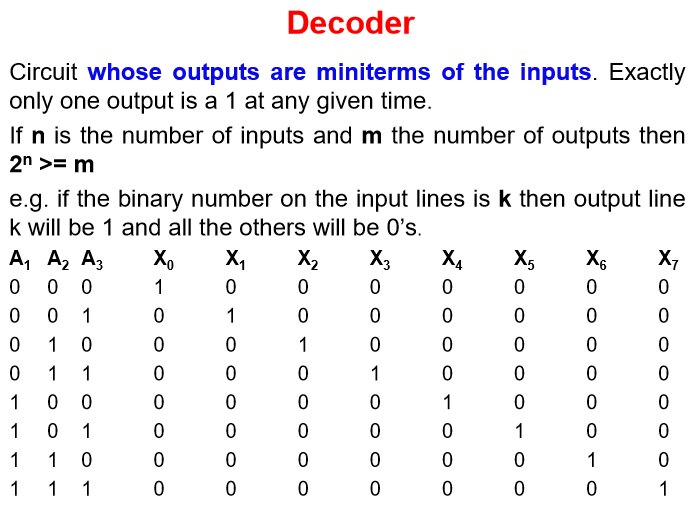 Decoder
Circuit whose outputs are miniterms of the inputs. Exactly
only one output is a 1 at any given time.
If n is the number of inputs and m the number of outputs then
2ⁿ >= m
e.g. if the binary number on the input lines is k then output line
k will be 1 and all the others will be 0’s.
A₁ A₂ A₃ X₀ X₁ X₂ X₃ X₄ X₅ X₆ X₇
0 0 0 1 0 0 0 0 0 0 0
0 0 1 0 1 0 0 0 0 0 0
0 1 0 0 0 1 0 0 0 0 0
0 1 1 0 0 0 1 0 0 0 0
1 0 0 0 0 0 0 1 0 0 0
1 0 1 0 0 0 0 0 1 0 0
1 1 0 0 0 0 0 0 0 1 0
1 1 1 0 0 0 0 0 0 0 1